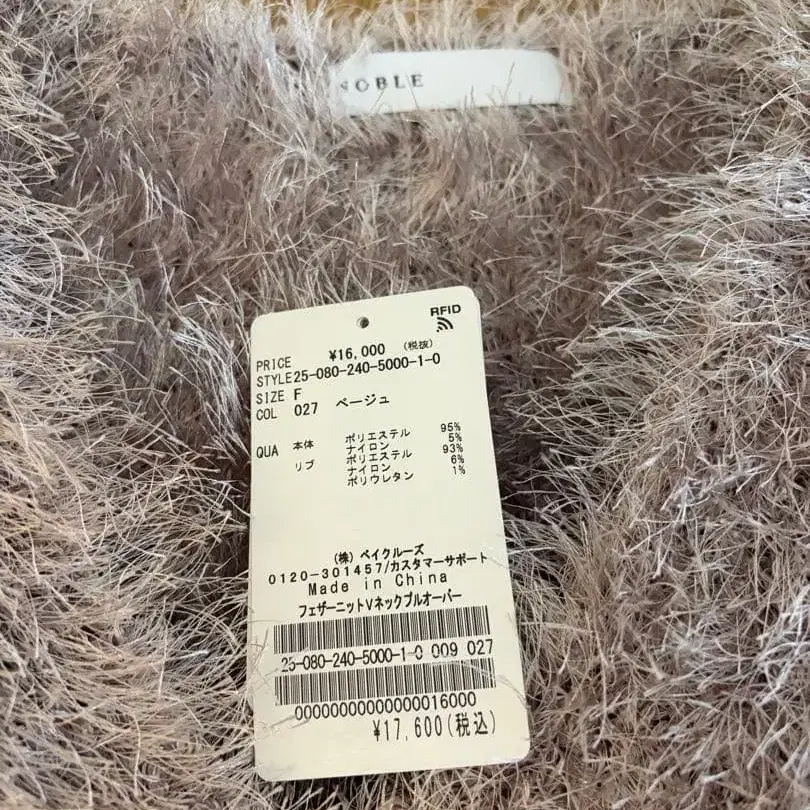 NOBLE
RFID
PRICE ¥16,000 (税抜)
STYLE 25-080-240-5000-1-0
SIZE F
COL 027 ベージュ
QUA 本体 ポリエステル 95%
ナイロン 5%
リブ ポリエステル 93%
ナイロン 6%
ポリウレタン 1%
(株) ベイクルーズ
0120-301457/カスタマーサポート
Made in China
フェザーニットVネックプルオーバー
25-080-240-5000-1-0 009 027
00000000000000016000
¥17,600(税込)